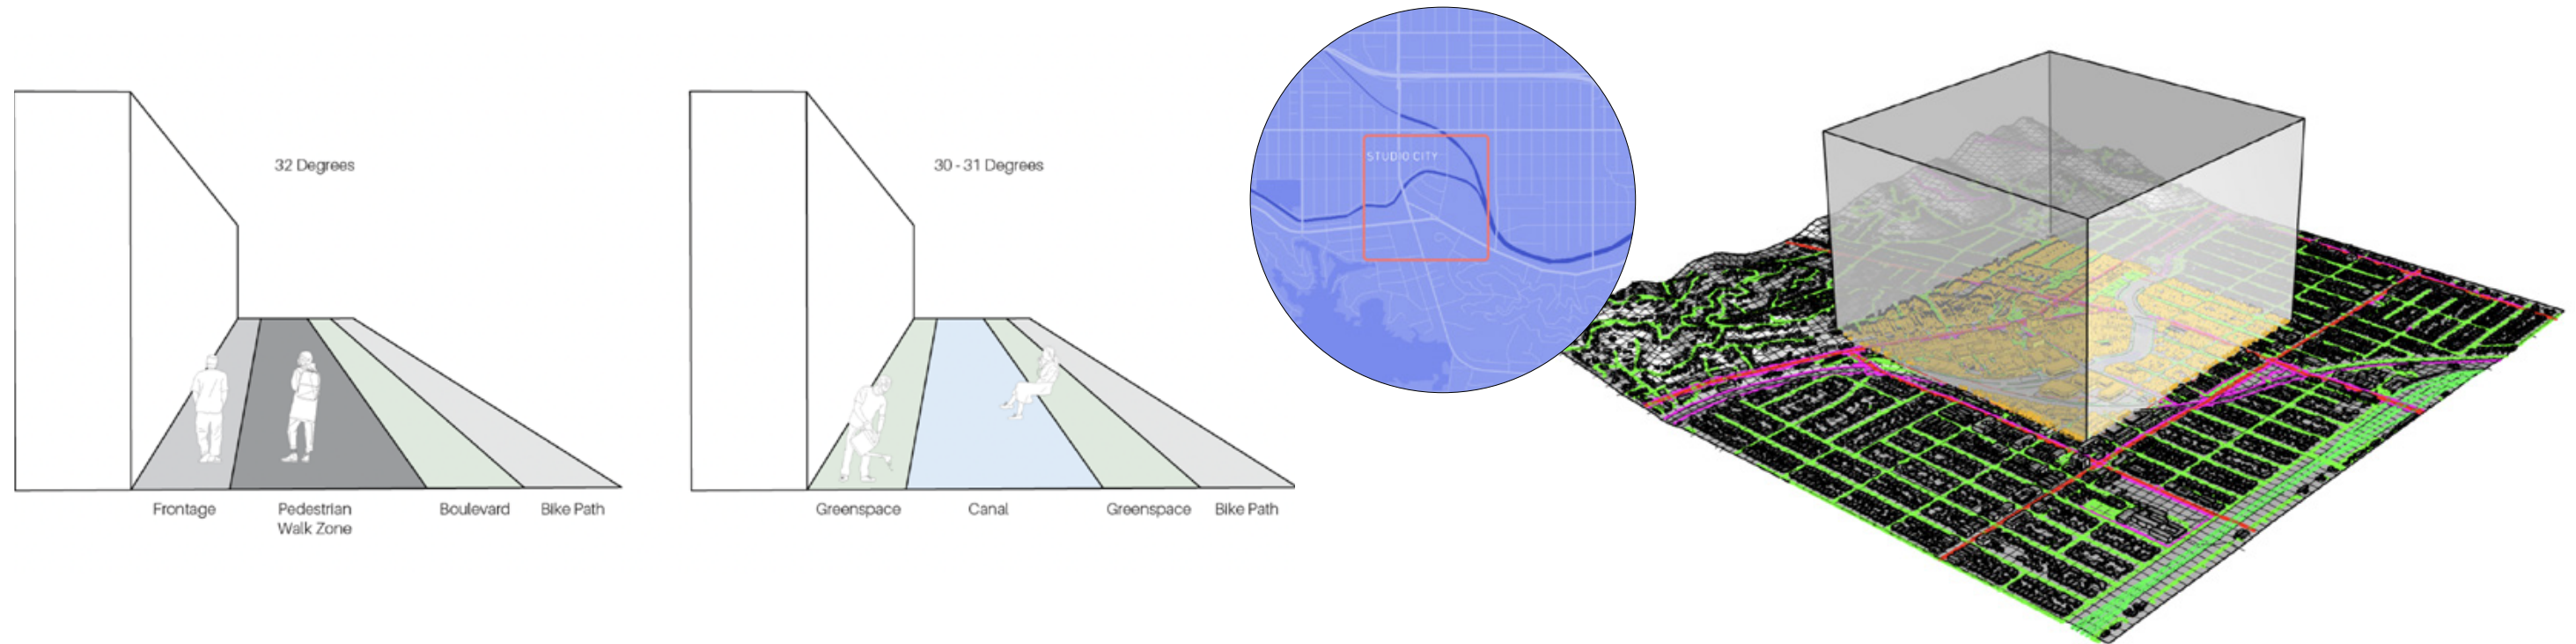 32 Degrees
Frontage
Pedestrian
Walk Zone
Boulevard
Bike Path
30 - 31 Degrees
Greenspace
Canal
Greenspace
Bike Path
STUDIO CITY